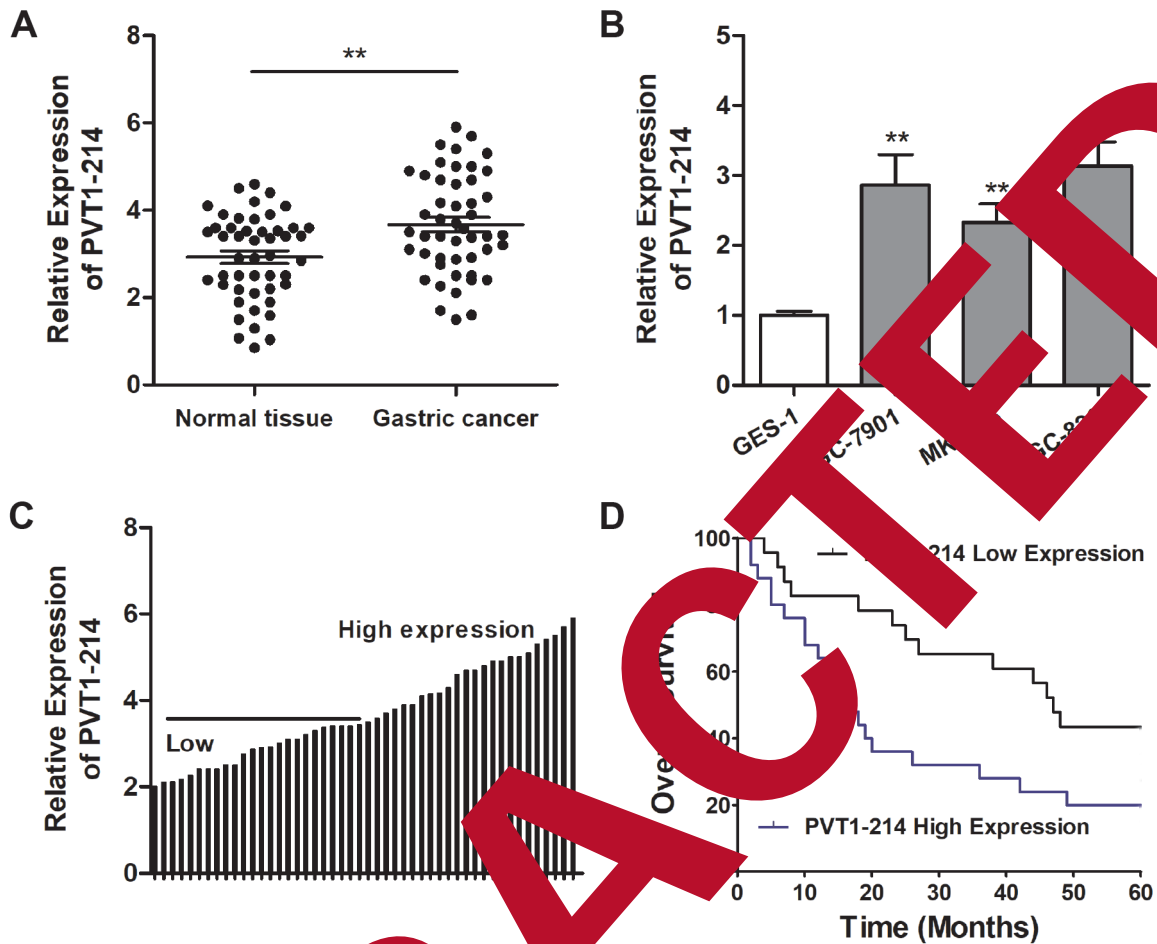 A
Relative Expression
of PVT1-214
8
6
4
2
0
**
Normal tissue
Gastric cancer
B
Relative Expression
of PVT1-214
5
4
3
2
1
0
**
**
GES-1
C
Relative Expression
of PVT1-214
8
6
4
2
0
Low
High expression
D
100
60
40
20
0
10
20
30
40
50
60
214 Low Expression
PVT1-214 High Expression
Time (Months)
ACTE